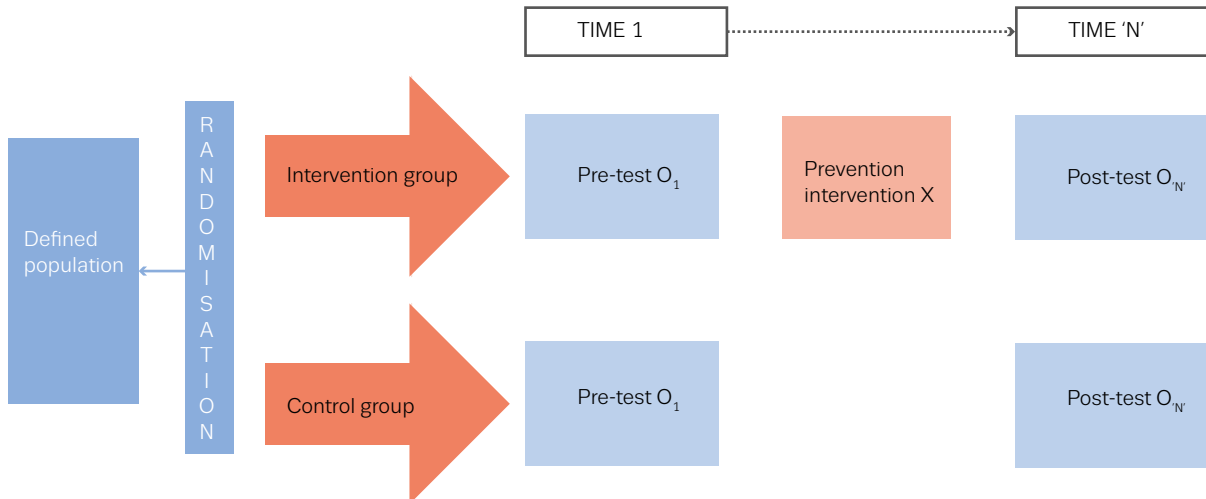 TIME 1
TIME ‘N’
RANDOMISATION
Intervention group
Pre-test O₁
Prevention
intervention X
Post-test O'N'
Defined
population
Control group
Pre-test O₁
Post-test O'N'